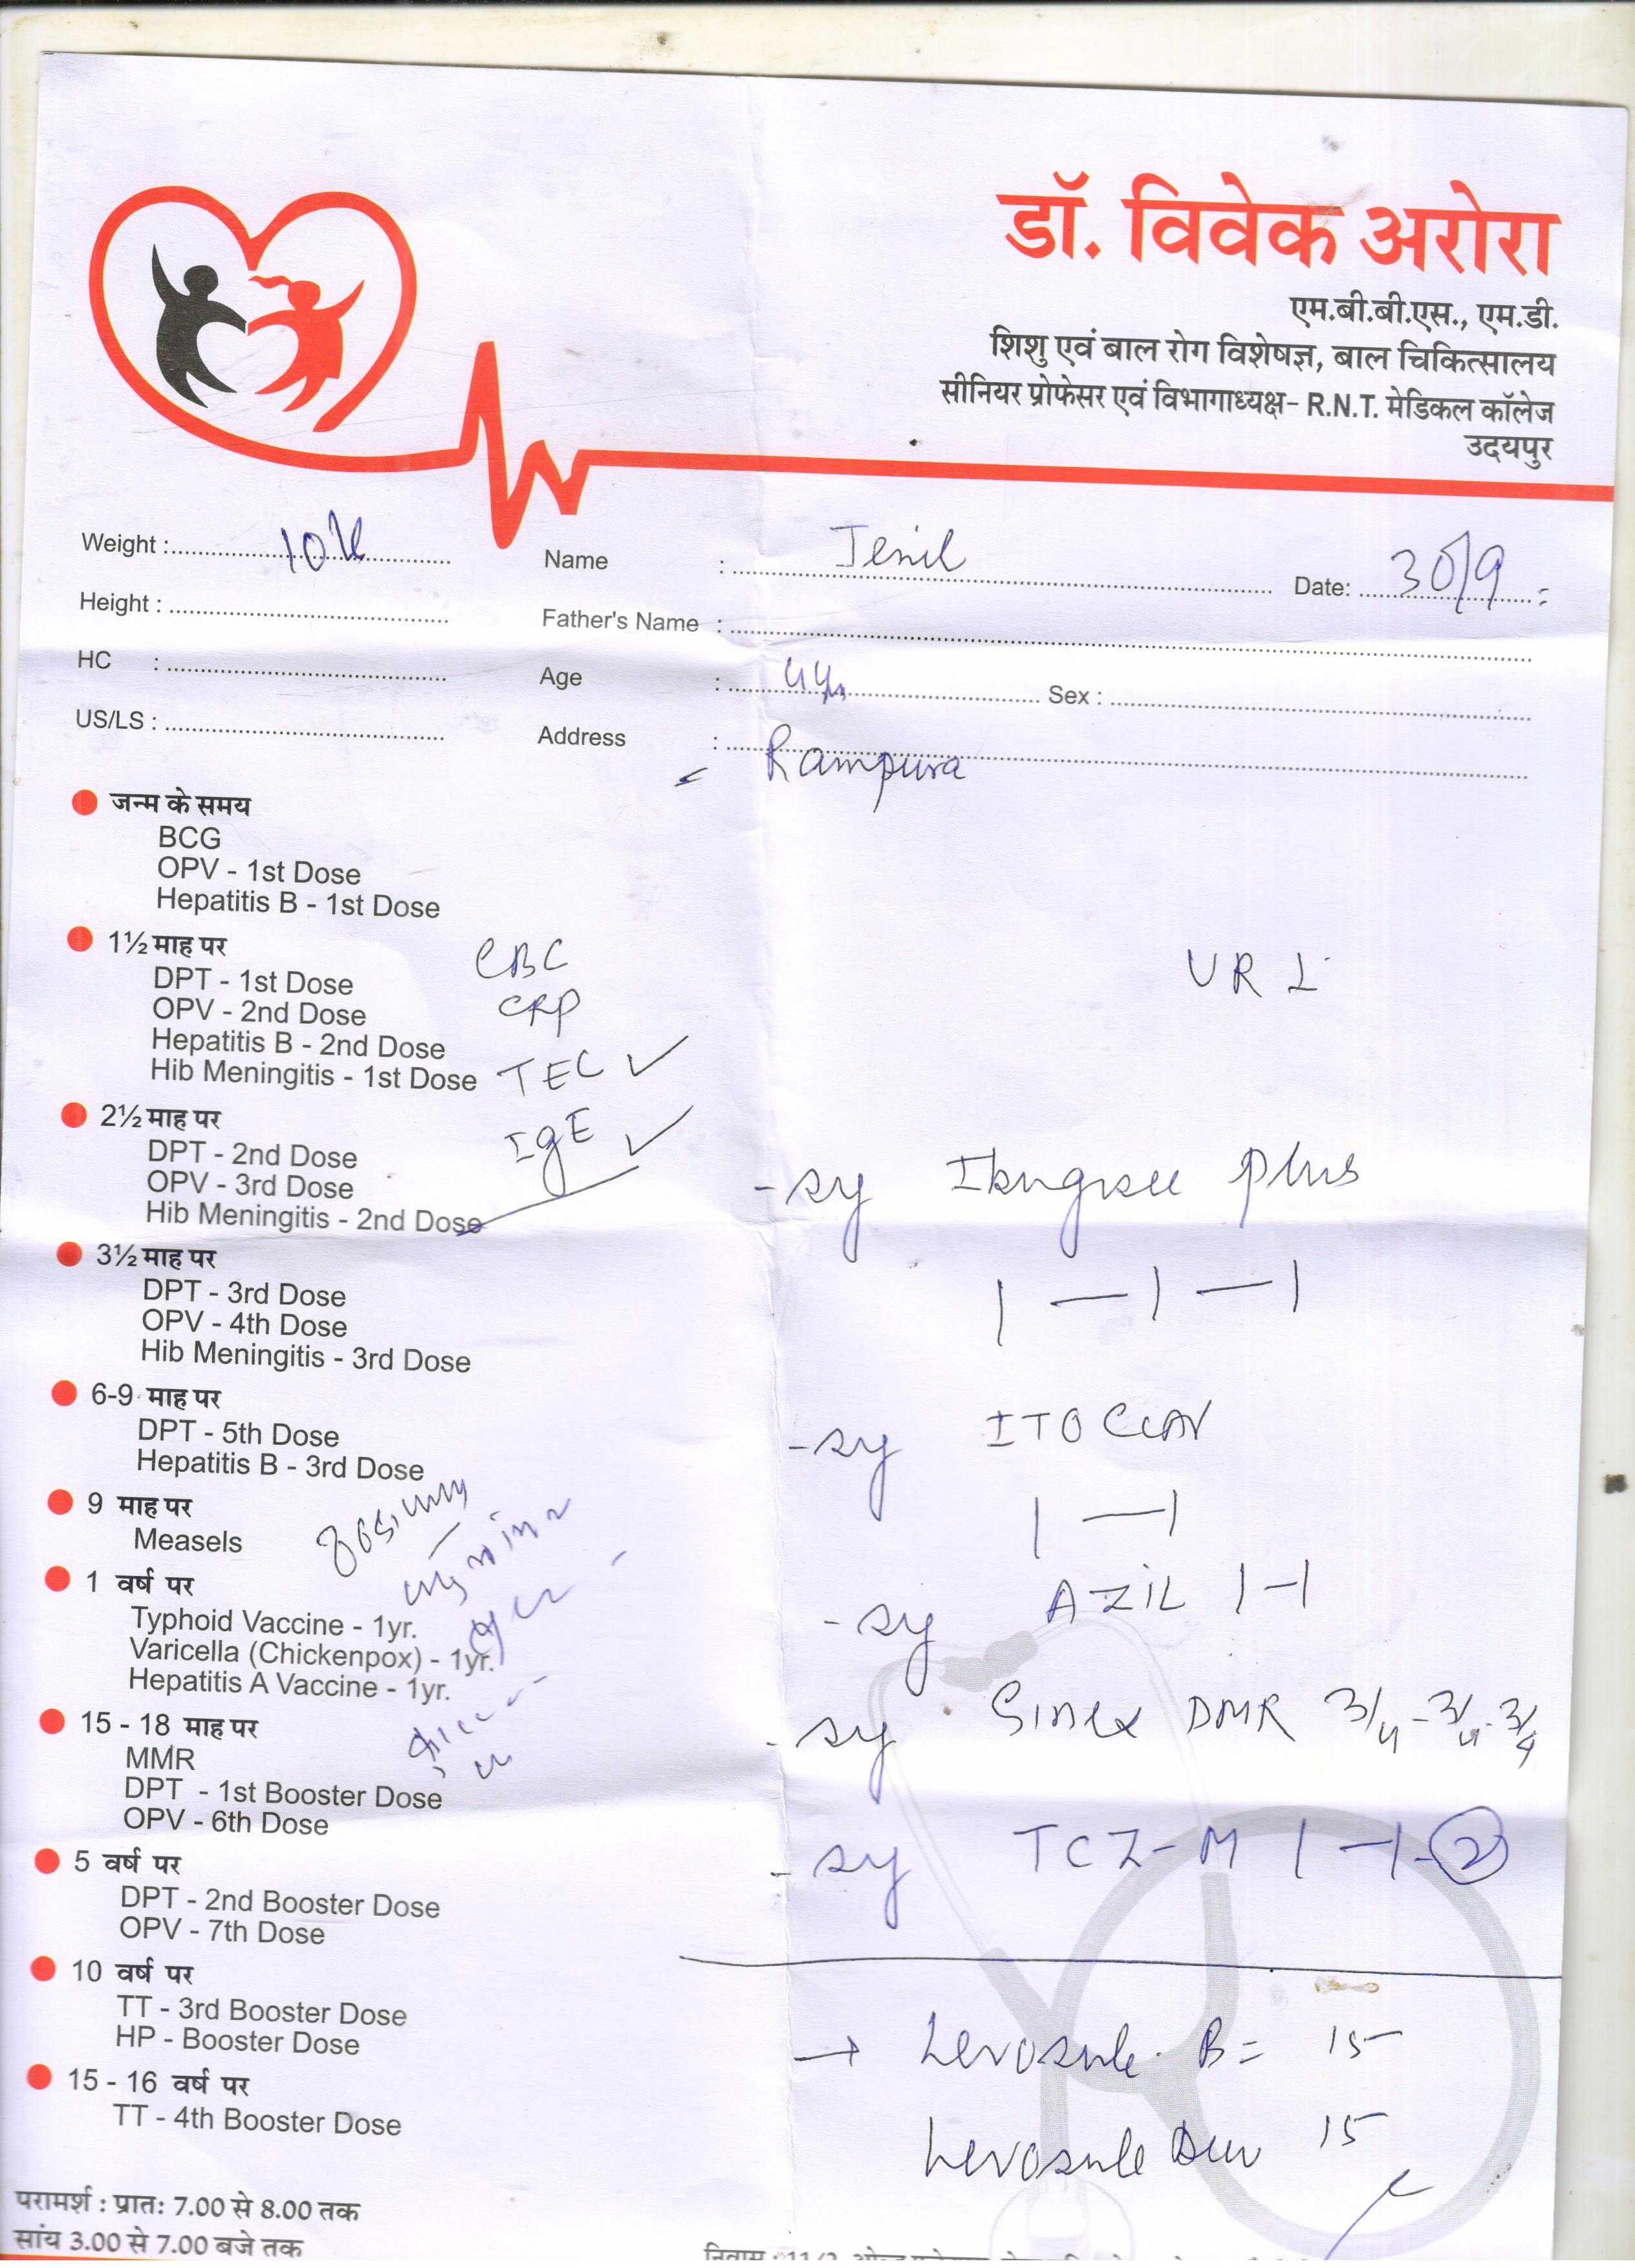 डॉ. विवेक अरोरा
एम.बी.बी.एस., एम.डी.
शिशु एवं बाल रोग विशेषज्ञ, बाल चिकित्सालय
सीनियर प्रोफेसर एवं विभागाध्यक्ष- R.N.T. मेडिकल कॉलेज
उदयपुर
Weight : 10 Name : Jenil Date: 30/9
Height : Father's Name :
HC : Age : 4yr Sex :
US/LS : Address : Rampura
जन्म के समय
BCG
OPV - 1st Dose
Hepatitis B - 1st Dose
1½ माह पर
DPT - 1st Dose
OPV - 2nd Dose
Hepatitis B - 2nd Dose
Hib Meningitis - 1st Dose
2½ माह पर
DPT - 2nd Dose
OPV - 3rd Dose
Hib Meningitis - 2nd Dose
3½ माह पर
DPT - 3rd Dose
OPV - 4th Dose
Hib Meningitis - 3rd Dose
6-9 माह पर
DPT - 5th Dose
Hepatitis B - 3rd Dose
9 माह पर
Measels
1 वर्ष पर
Typhoid Vaccine - 1yr.
Varicella (Chickenpox) - 1yr.
Hepatitis A Vaccine - 1yr.
15 - 18 माह पर
MMR
DPT - 1st Booster Dose
OPV - 6th Dose
5 वर्ष पर
DPT - 2nd Booster Dose
OPV - 7th Dose
10 वर्ष पर
TT - 3rd Booster Dose
HP - Booster Dose
15 - 16 वर्ष पर
TT - 4th Booster Dose
परामर्श : प्रातः 7.00 से 8.00 तक
सांय 3.00 से 7.00 बजे तक
CBC
CRP
TEC ✓
IgE ✓
URI
- sy plus
1 — 1 — 1
- sy ITOCLAV
1 — 1
- sy AZIL 1 - 1
- sy Sinex DMR 3/4 - 3/4 - 3/4
- sy TCZ-M 1 - 1
→ Levosule B = 15
Levosule 15
निवास : 11/2,